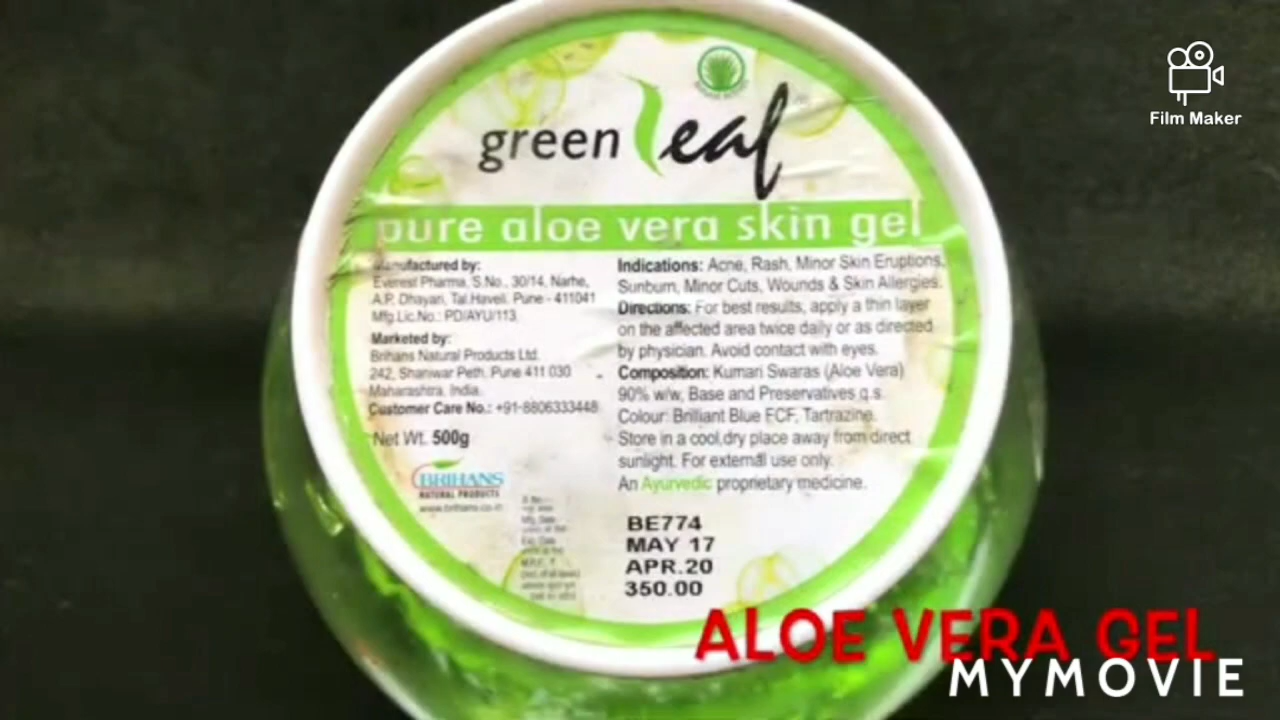 Film Maker
green leaf
pure aloe vera skin gel
Manufactured by:
Everest Pharma, S.No., 30/14, Narhe,
A.P. Dhayari, Tal.Haveli, Pune - 411041
Mfg.Lic.No.: PD/AYU/113
Marketed by:
Brihans Natural Products Ltd.
242, Shaniwar Peth, Pune 411 030
Maharashtra, India.
Customer Care No.: +91-8806333448
Net Wt. 500g
BRIHANS
NATURAL PRODUCTS
www.brihans.co.in
Indications: Acne, Rash, Minor Skin Eruptions,
Sunburn, Minor Cuts, Wounds & Skin Allergies.
Directions: For best results, apply a thin layer
on the affected area twice daily or as directed
by physician. Avoid contact with eyes.
Composition: Kumari Swaras (Aloe Vera)
90% w/w, Base and Preservatives q.s.
Colour: Brilliant Blue FCF, Tartrazine.
Store in a cool,dry place away from direct
sunlight. For external use only.
An Ayurvedic proprietary medicine.
BE774
MAY 17
APR.20
350.00
ALOE VERA GEL
MYMOVIE